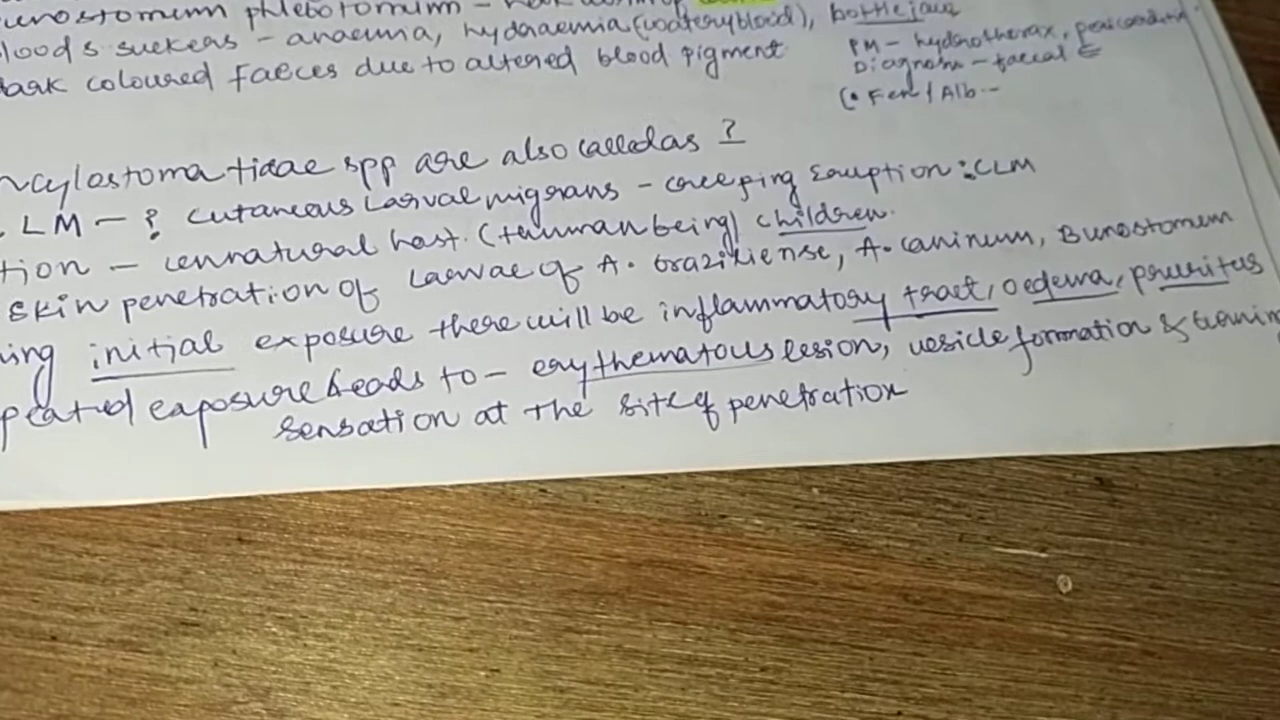 unostomum phlebotomum -
loods suckers - anaemia, hydraemia (watery blood), bottle jaw
dark coloured faeces due to altered blood pigment
PM - hydrothorax,
Diagnosis - faecal E
(• Fen / Alb --
ncylostomatidae spp are also called as ?
LM - ? cutaneous Larval migrans - creeping Eruption : CLM
tion - unnatural host. (Human being) children.
skin penetration of Larvae of A. braziliense, A. caninum, Bunostomum
ing initial exposure there will be inflammatory tract, oedema, pruritus
peated exposure leads to - erythematous lesion, vesicle formation &
sensation at the site of penetration